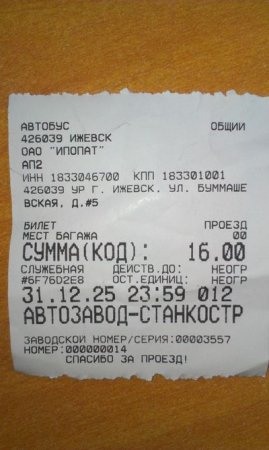 АВТОБУС ОБЩИЙ
426039 ИЖЕВСК
ОАО "ИПОПАТ"
АП2
ИНН 1833046700 КПП 183301001
426039 УР Г. ИЖЕВСК, УЛ. БУММАШЕ
ВСКАЯ, Д.#5
БИЛЕТ ПРОЕЗД
МЕСТ БАГАЖА 00
СУММА(КОД): 16.00
СЛУЖЕБНАЯ ДЕЙСТВ.ДО: НЕОГР
#6F76D2E8 ОСТ.ЕДИНИЦ: НЕОГР
31.12.25 23:59 012
АВТОЗАВОД-СТАНКОСТР
ЗАВОДСКОЙ НОМЕР/СЕРИЯ:00003557
НОМЕР:000000014
СПАСИБО ЗА ПРОЕЗД!